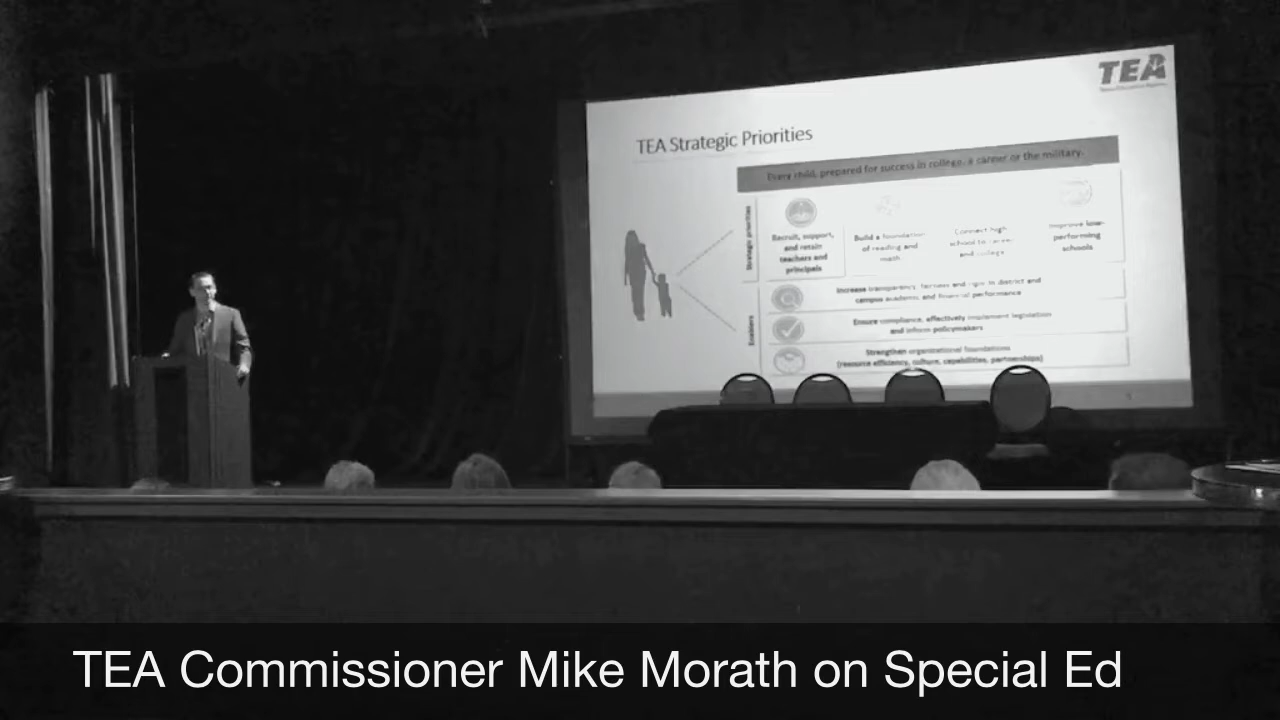 TEA
Texas Education Agency
TEA Strategic Priorities
Every child, prepared for success in college, a career or the military.
Strategic priorities
Recruit, support,
and retain
teachers and
principals
Build a foundation
of reading and
math
Connect high
school to career
and college
Improve low-
performing
schools
Enablers
Increase transparency, fairness and rigor in district and
campus academic and financial performance
Ensure compliance, effectively implement legislation
and inform policymakers
Strengthen organizational foundations
(resource efficiency, culture, capabilities, partnerships)
TEA Commissioner Mike Morath on Special Ed